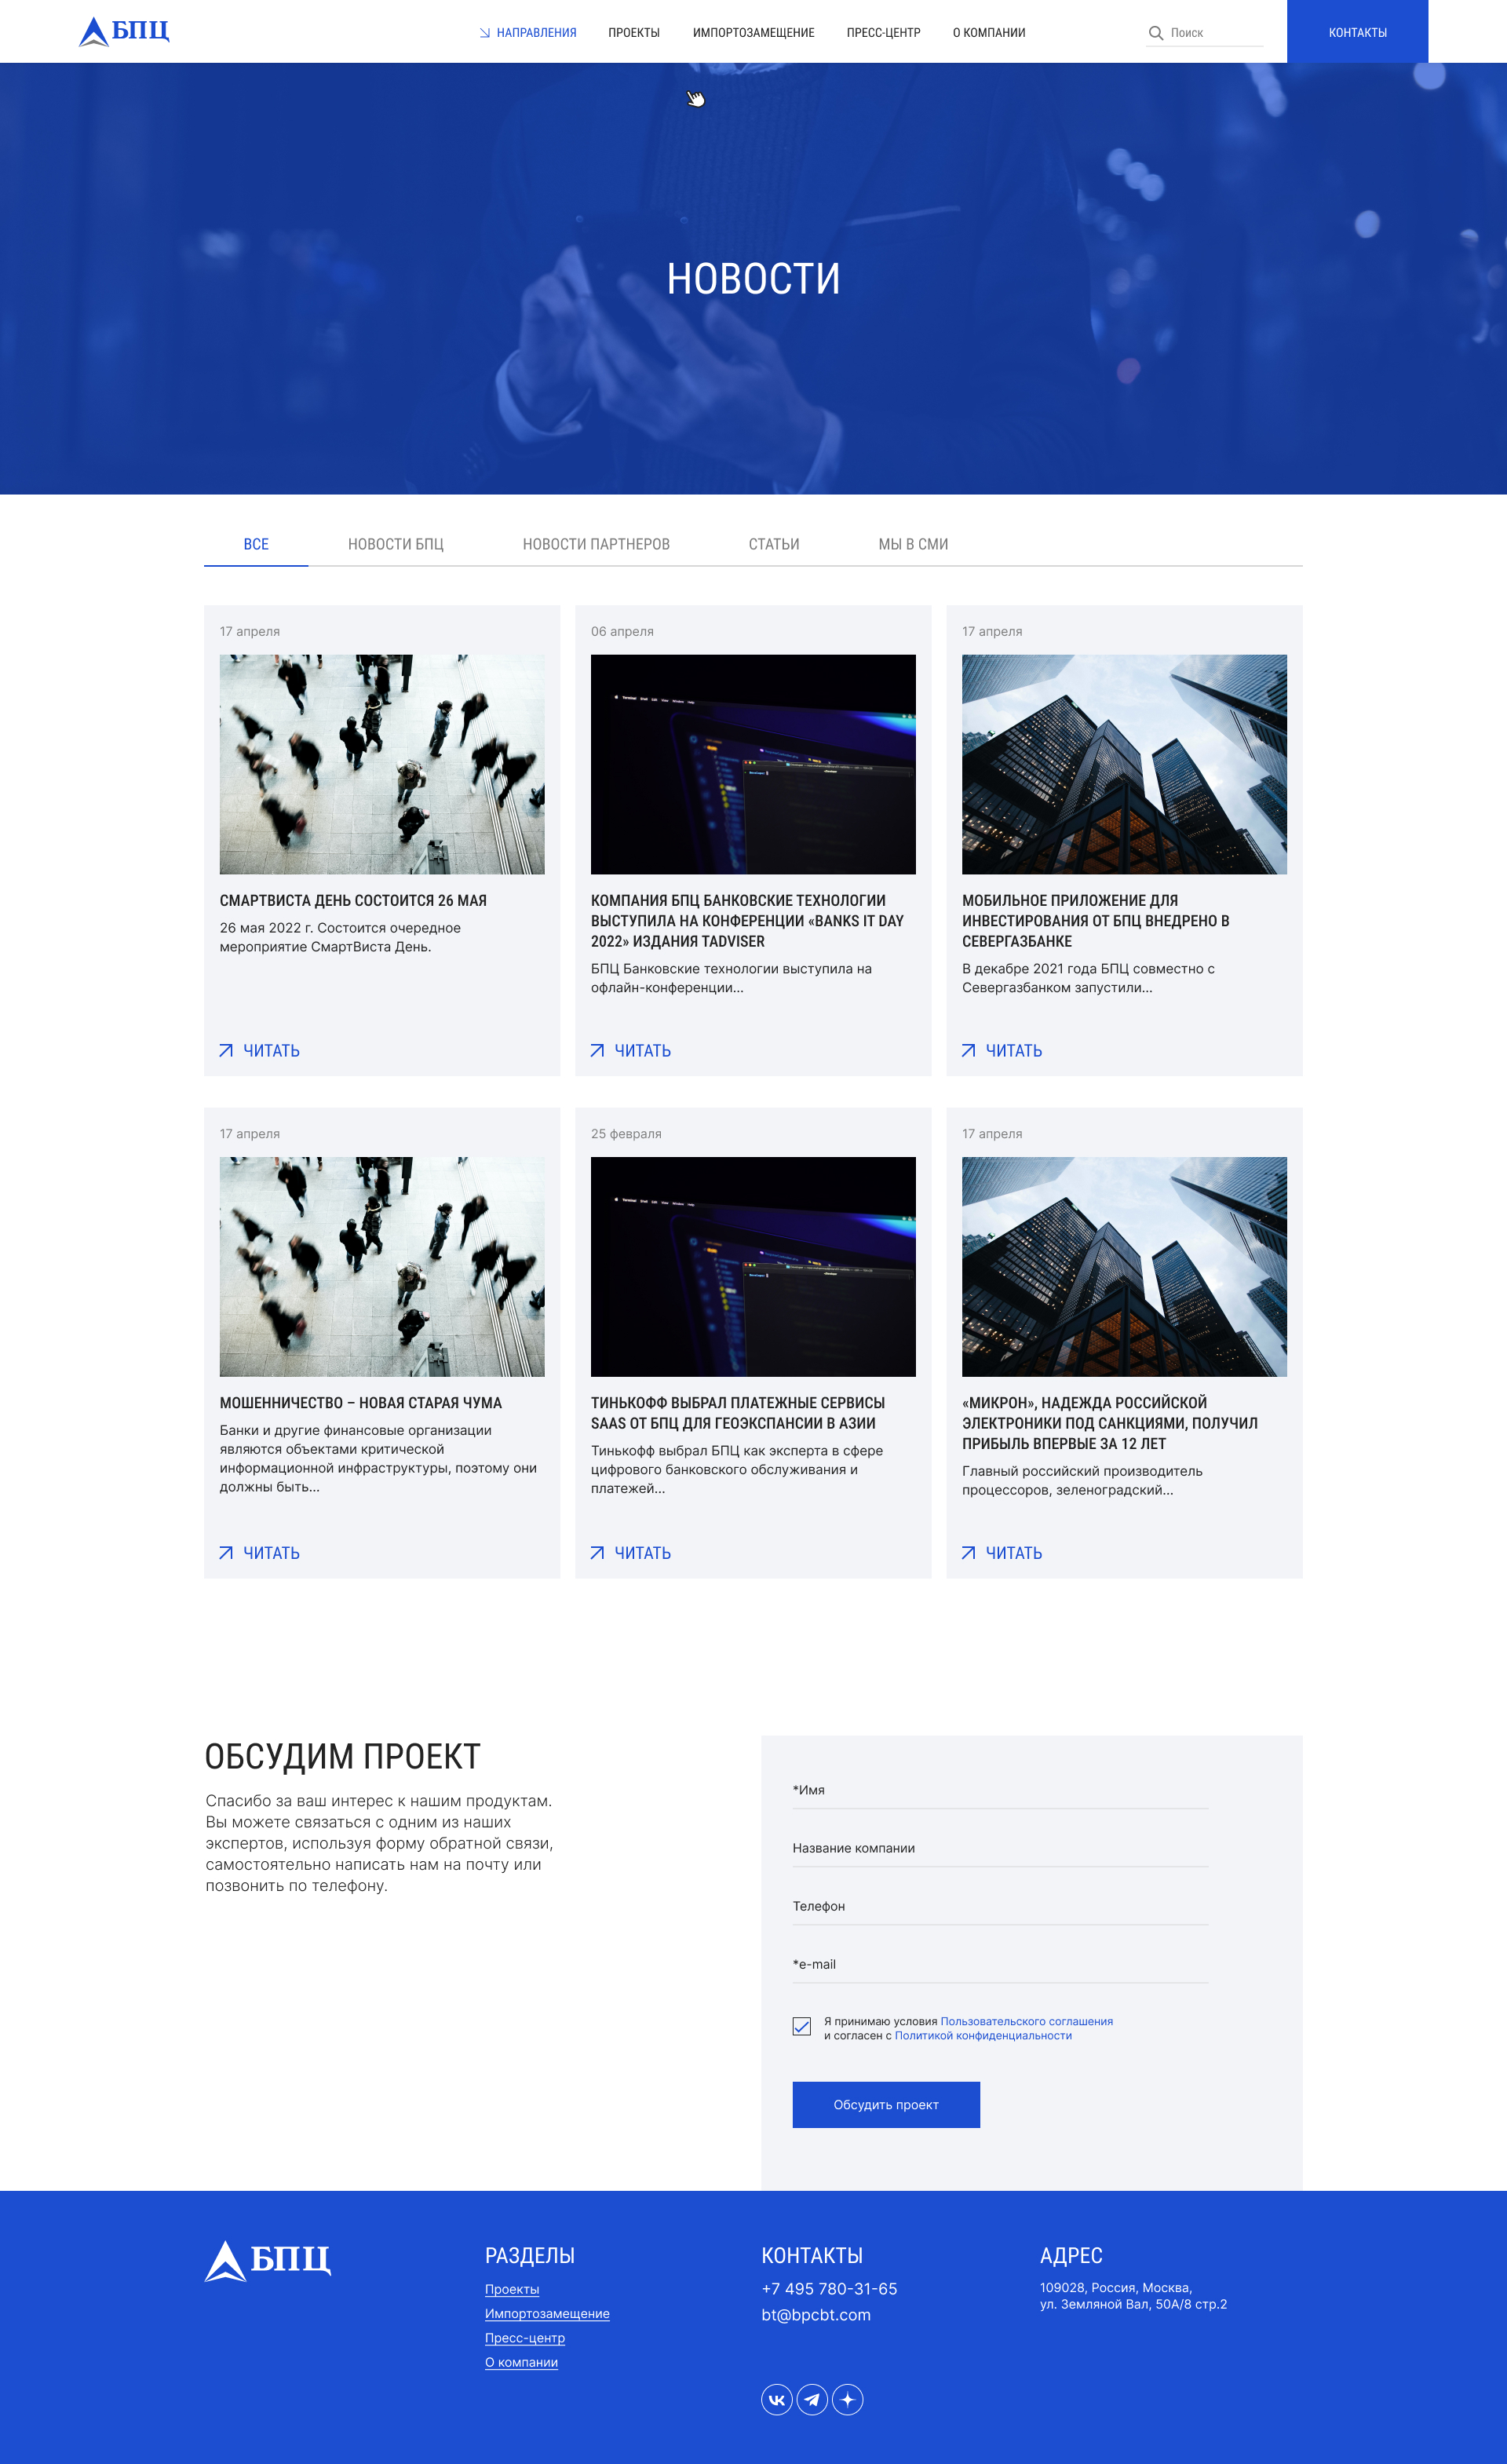 БПЦ
НАПРАВЛЕНИЯ
ПРОЕКТЫ
ИМПОРТОЗАМЕЩЕНИЕ
ПРЕСС-ЦЕНТР
О КОМПАНИИ
Поиск
КОНТАКТЫ
НОВОСТИ
ВСЕ
НОВОСТИ БПЦ
НОВОСТИ ПАРТНЕРОВ
СТАТЬИ
МЫ В СМИ
17 апреля
СМАРТВИСТА ДЕНЬ СОСТОИТСЯ 26 МАЯ
26 мая 2022 г. Состоится очередное
мероприятие СмартВиста День.
ЧИТАТЬ
06 апреля
КОМПАНИЯ БПЦ БАНКОВСКИЕ ТЕХНОЛОГИИ
ВЫСТУПИЛА НА КОНФЕРЕНЦИИ «BANKS IT DAY
2022» ИЗДАНИЯ TADVISER
БПЦ Банковские технологии выступила на
офлайн-конференции...
ЧИТАТЬ
17 апреля
МОБИЛЬНОЕ ПРИЛОЖЕНИЕ ДЛЯ
ИНВЕСТИРОВАНИЯ ОТ БПЦ ВНЕДРЕНО В
СЕВЕРГАЗБАНКЕ
В декабре 2021 года БПЦ совместно с
Севергазбанком запустили...
ЧИТАТЬ
17 апреля
МОШЕННИЧЕСТВО – НОВАЯ СТАРАЯ ЧУМА
Банки и другие финансовые организации
являются объектами критической
информационной инфраструктуры, поэтому они
должны быть...
ЧИТАТЬ
25 февраля
ТИНЬКОФФ ВЫБРАЛ ПЛАТЕЖНЫЕ СЕРВИСЫ
SAAS ОТ БПЦ ДЛЯ ГЕОЭКСПАНСИИ В АЗИИ
Тинькофф выбрал БПЦ как эксперта в сфере
цифрового банковского обслуживания и
платежей...
ЧИТАТЬ
17 апреля
«МИКРОН», НАДЕЖДА РОССИЙСКОЙ
ЭЛЕКТРОНИКИ ПОД САНКЦИЯМИ, ПОЛУЧИЛ
ПРИБЫЛЬ ВПЕРВЫЕ ЗА 12 ЛЕТ
Главный российский производитель
процессоров, зеленоградский...
ЧИТАТЬ
ОБСУДИМ ПРОЕКТ
Спасибо за ваш интерес к нашим продуктам.
Вы можете связаться с одним из наших
экспертов, используя форму обратной связи,
самостоятельно написать нам на почту или
позвонить по телефону.
*Имя
Название компании
Телефон
*e-mail
Я принимаю условия Пользовательского соглашения
и согласен с Политикой конфиденциальности
Обсудить проект
БПЦ
РАЗДЕЛЫ
Проекты
Импортозамещение
Пресс-центр
О компании
КОНТАКТЫ
+7 495 780-31-65
bt@bpcbt.com
АДРЕС
109028, Россия, Москва,
ул. Земляной Вал, 50А/8 стр.2